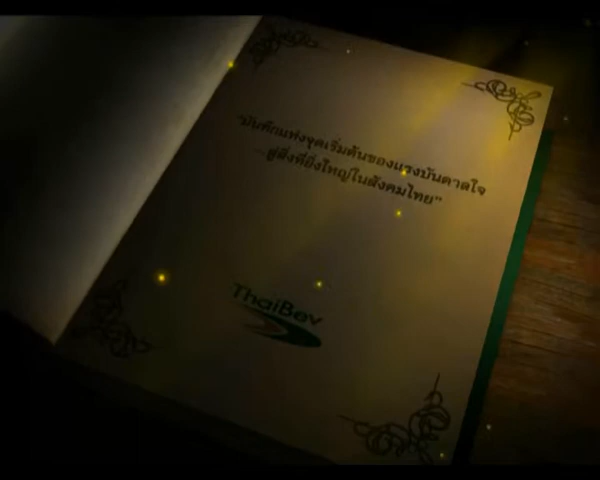 "บันทึกแห่งจุดเริ่มต้นของแรงบันดาลใจ
...สู่สิ่งที่ยิ่งใหญ่ในสังคมไทย"
ThaiBev